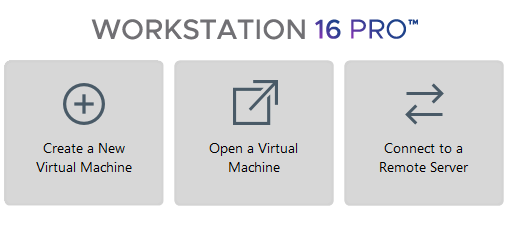 WORKSTATION 16 PRO™
Create a New
Virtual Machine
Open a Virtual
Machine
Connect to a
Remote Server